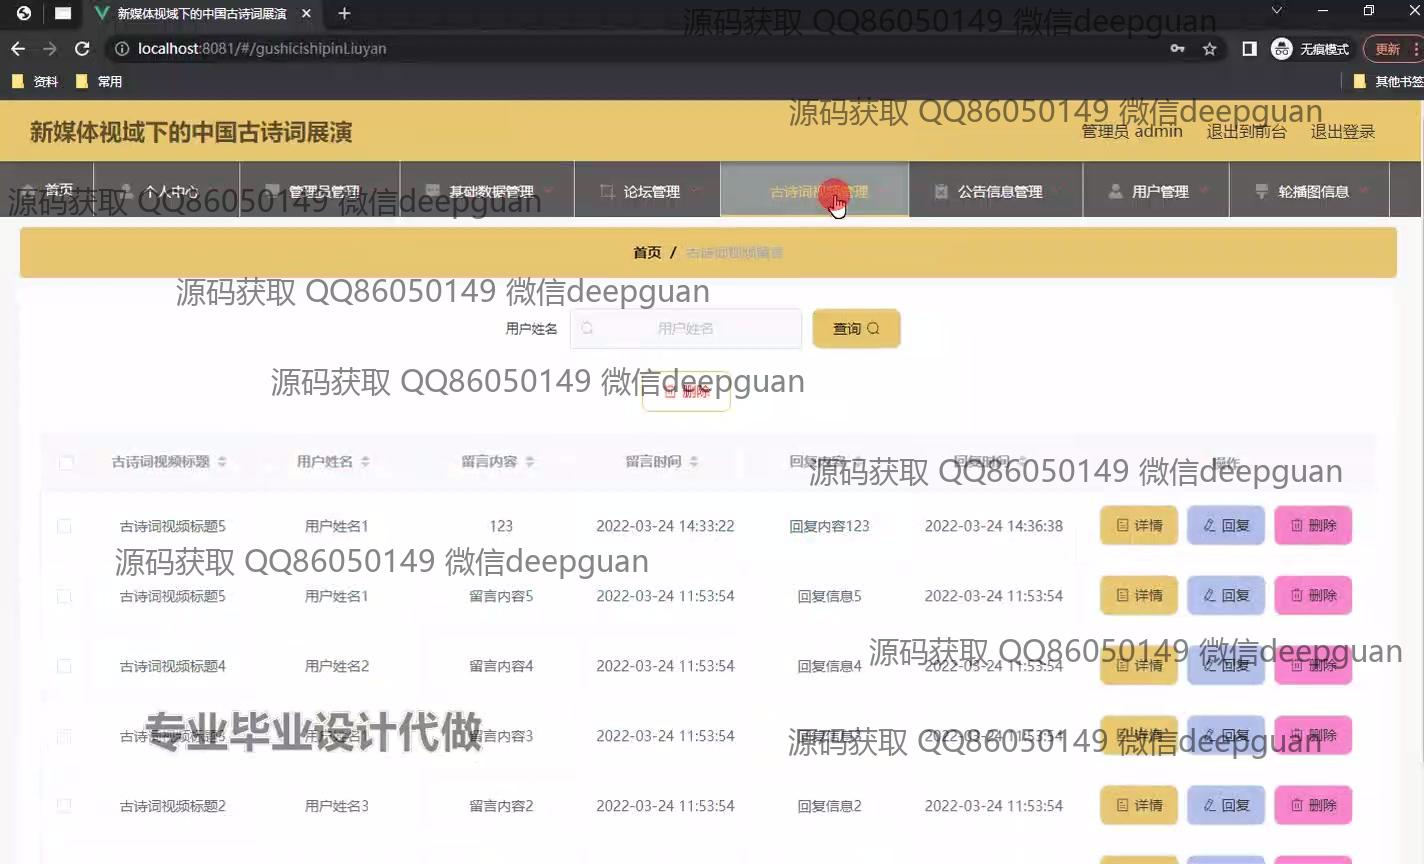 新媒体视域下的中国古诗词展演
源码获取 QQ86050149 微信deepguan
localhost:8081/#/gushicishipinLiuyan
无痕模式
更新
资料
常用
其他书签
源码获取 QQ86050149 微信deepguan
新媒体视域下的中国古诗词展演
管理员 admin
退出到前台
退出登录
首页
个人中心
管理员管理
基础数据管理
论坛管理
古诗词视频管理
公告信息管理
用户管理
轮播图信息
源码获取 QQ86050149 微信deepguan
首页 / 古诗词视频留言
源码获取 QQ86050149 微信deepguan
用户姓名
用户姓名
查询
源码获取 QQ86050149 微信deepguan
删除
古诗词视频标题 用户姓名 留言内容 留言时间 回复内容 回复时间 操作
源码获取 QQ86050149 微信deepguan
古诗词视频标题5 用户姓名1 123 2022-03-24 14:33:22 回复内容123 2022-03-24 14:36:38 详情 回复 删除
源码获取 QQ86050149 微信deepguan
古诗词视频标题5 用户姓名1 留言内容5 2022-03-24 11:53:54 回复信息5 2022-03-24 11:53:54 详情 回复 删除
源码获取 QQ86050149 微信deepguan
古诗词视频标题4 用户姓名2 留言内容4 2022-03-24 11:53:54 回复信息4 2022-03-24 11:53:54 详情 回复 删除
专业毕业设计代做
源码获取 QQ86050149 微信deepguan
留言内容3 2022-03-24 11:53:54 2022-03-24 11:53:54 详情 回复 删除
古诗词视频标题2 用户姓名3 留言内容2 2022-03-24 11:53:54 回复信息2 2022-03-24 11:53:54 详情 回复 删除